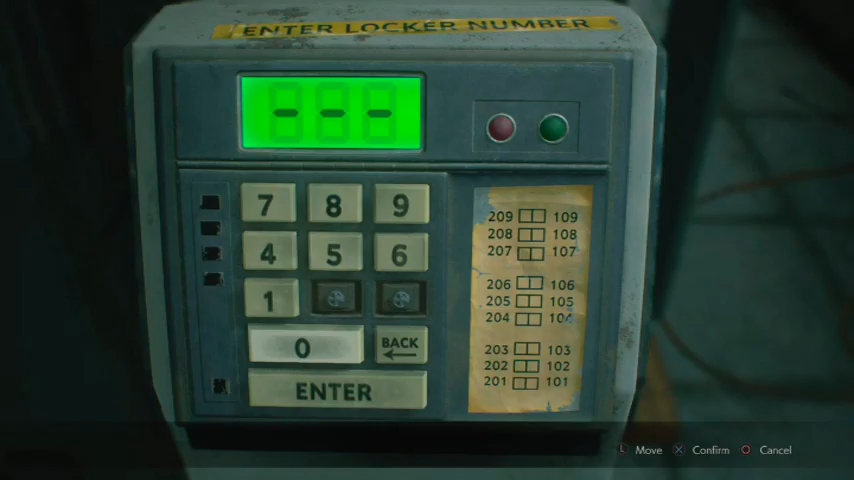 ENTER LOCKER NUMBER
---
7 8 9
4 5 6
1
0 BACK
ENTER
209 109
208 108
207 107
206 106
205 105
204 104
203 103
202 102
201 101
L Move Confirm Cancel